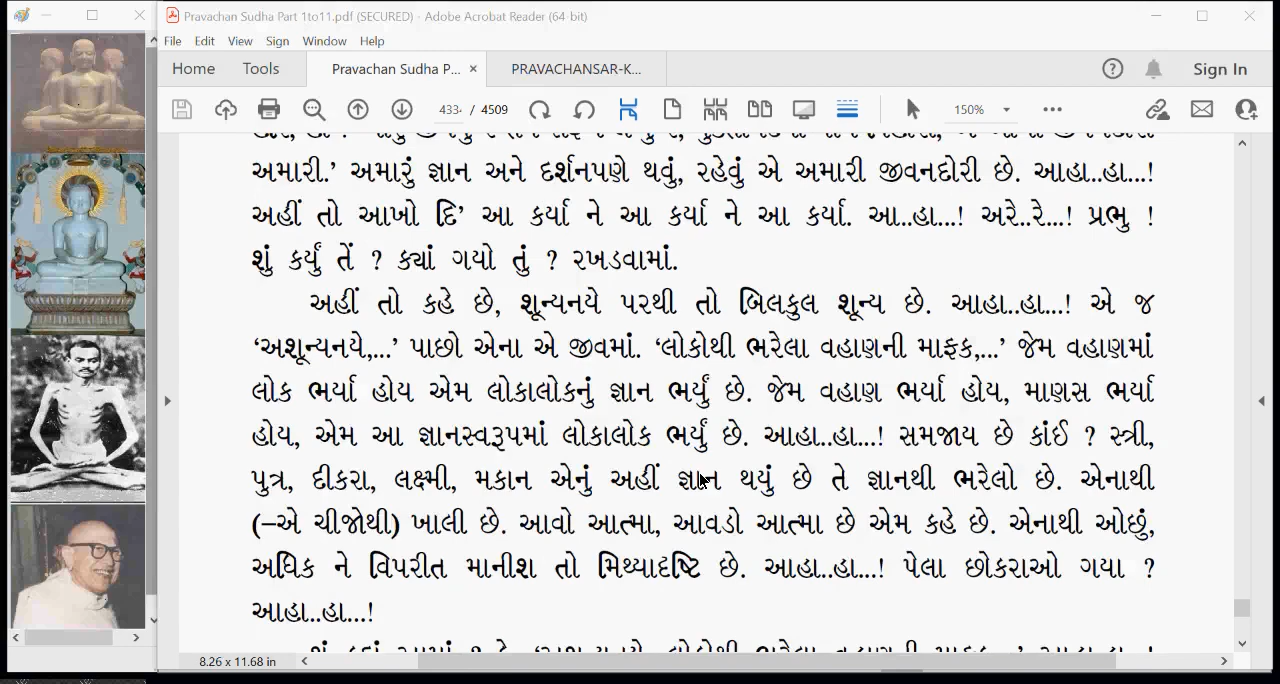 Pravachan Sudha Part 1to11.pdf (SECURED) - Adobe Acrobat Reader (64-bit)
File Edit View Sign Window Help
Home Tools Pravachan Sudha P... × PRAVACHANSAR-K... Sign In
433 / 4509 150%
અમારી.’ અમારું જ્ઞાન અને દર્શનપણે થવું, રહેવું એ અમારી જીવનદોરી છે. આહા..હા...!
અહીં તો આખો દિ’ આ કર્યા ને આ કર્યા ને આ કર્યા. આ..હા...! અરે..રે...! પ્રભુ !
શું કર્યું તેં ? ક્યાં ગયો તું ? રખડવામાં.
અહીં તો કહે છે, શૂન્યનયે પરથી તો બિલકુલ શૂન્ય છે. આહા..હા...! એ જ
‘અશૂન્યનયે,...’ પાછો એના એ જીવમાં. ‘લોકોથી ભરેલા વહાણની માફક,...’ જેમ વહાણમાં
લોક ભર્યા હોય એમ લોકાલોકનું જ્ઞાન ભર્યું છે. જેમ વહાણ ભર્યા હોય, માણસ ભર્યા
હોય, એમ આ જ્ઞાનસ્વરૂપમાં લોકાલોક ભર્યું છે. આહા..હા...! સમજાય છે કાંઈ ? સ્ત્રી,
પુત્ર, દીકરા, લક્ષ્મી, મકાન એનું અહીં જ્ઞાન થયું છે તે જ્ઞાનથી ભરેલો છે. એનાથી
(–એ ચીજોથી) ખાલી છે. આવો આત્મા, આવડો આત્મા છે એમ કહે છે. એનાથી ઓછું,
અધિક ને વિપરીત માનીશ તો મિથ્યાદૃષ્ટિ છે. આહા..હા...! પેલા છોકરાઓ ગયા ?
આહા..હા...!
8.26 x 11.68 in